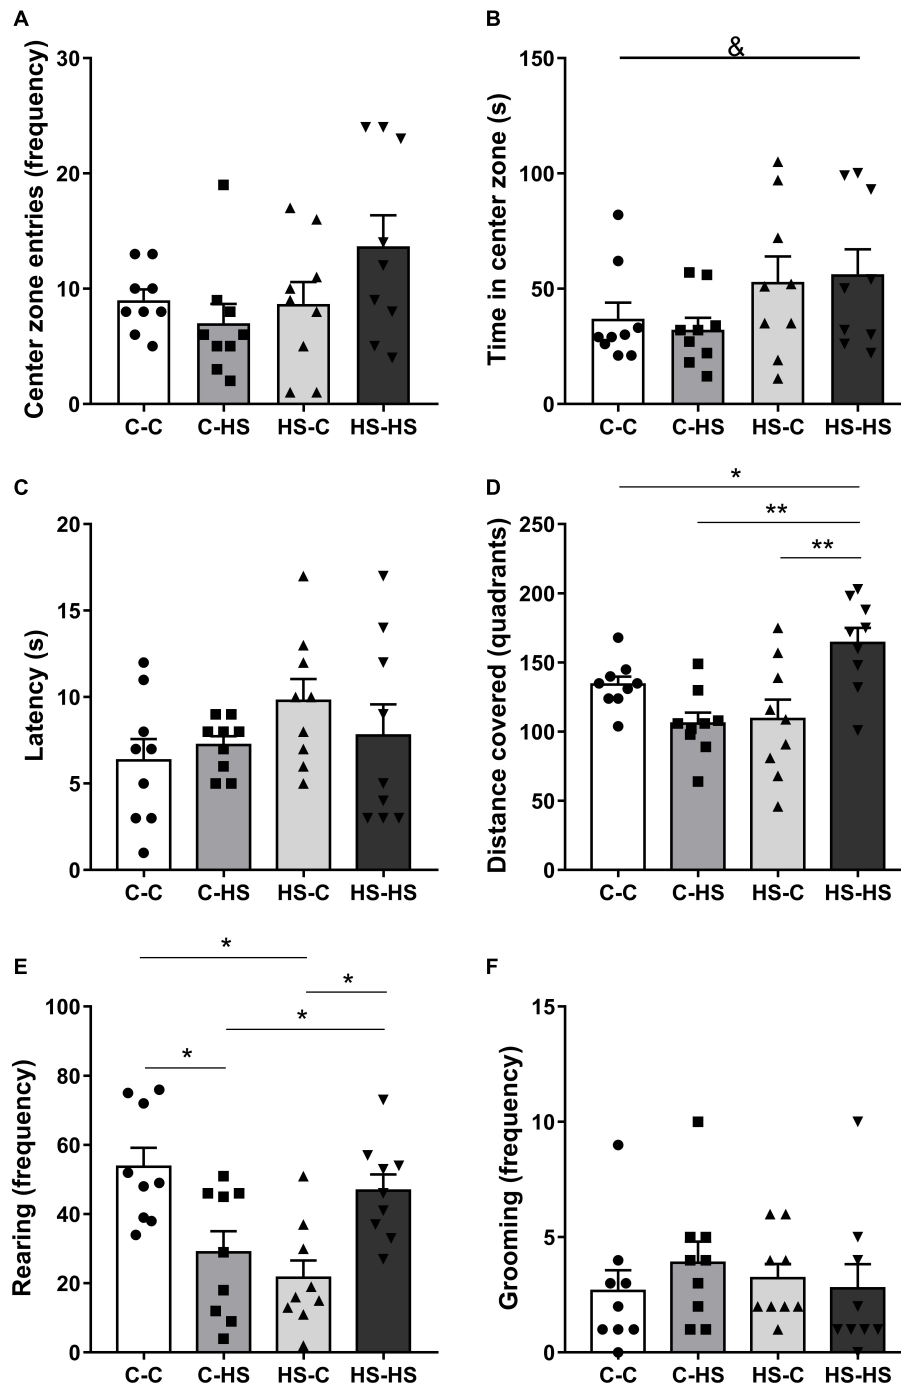 A
Center zone entries (frequency)
30
20
10
0
C-C C-HS HS-C HS-HS
B
&
Time in center zone (s)
150
100
50
0
C-C C-HS HS-C HS-HS
C
Latency (s)
20
15
10
5
0
C-C C-HS HS-C HS-HS
D
*
**
**
Distance covered (quadrants)
250
200
150
100
50
0
C-C C-HS HS-C HS-HS
E
*
*
*
*
Rearing (frequency)
100
80
60
40
20
0
C-C C-HS HS-C HS-HS
F
Grooming (frequency)
15
10
5
0
C-C C-HS HS-C HS-HS